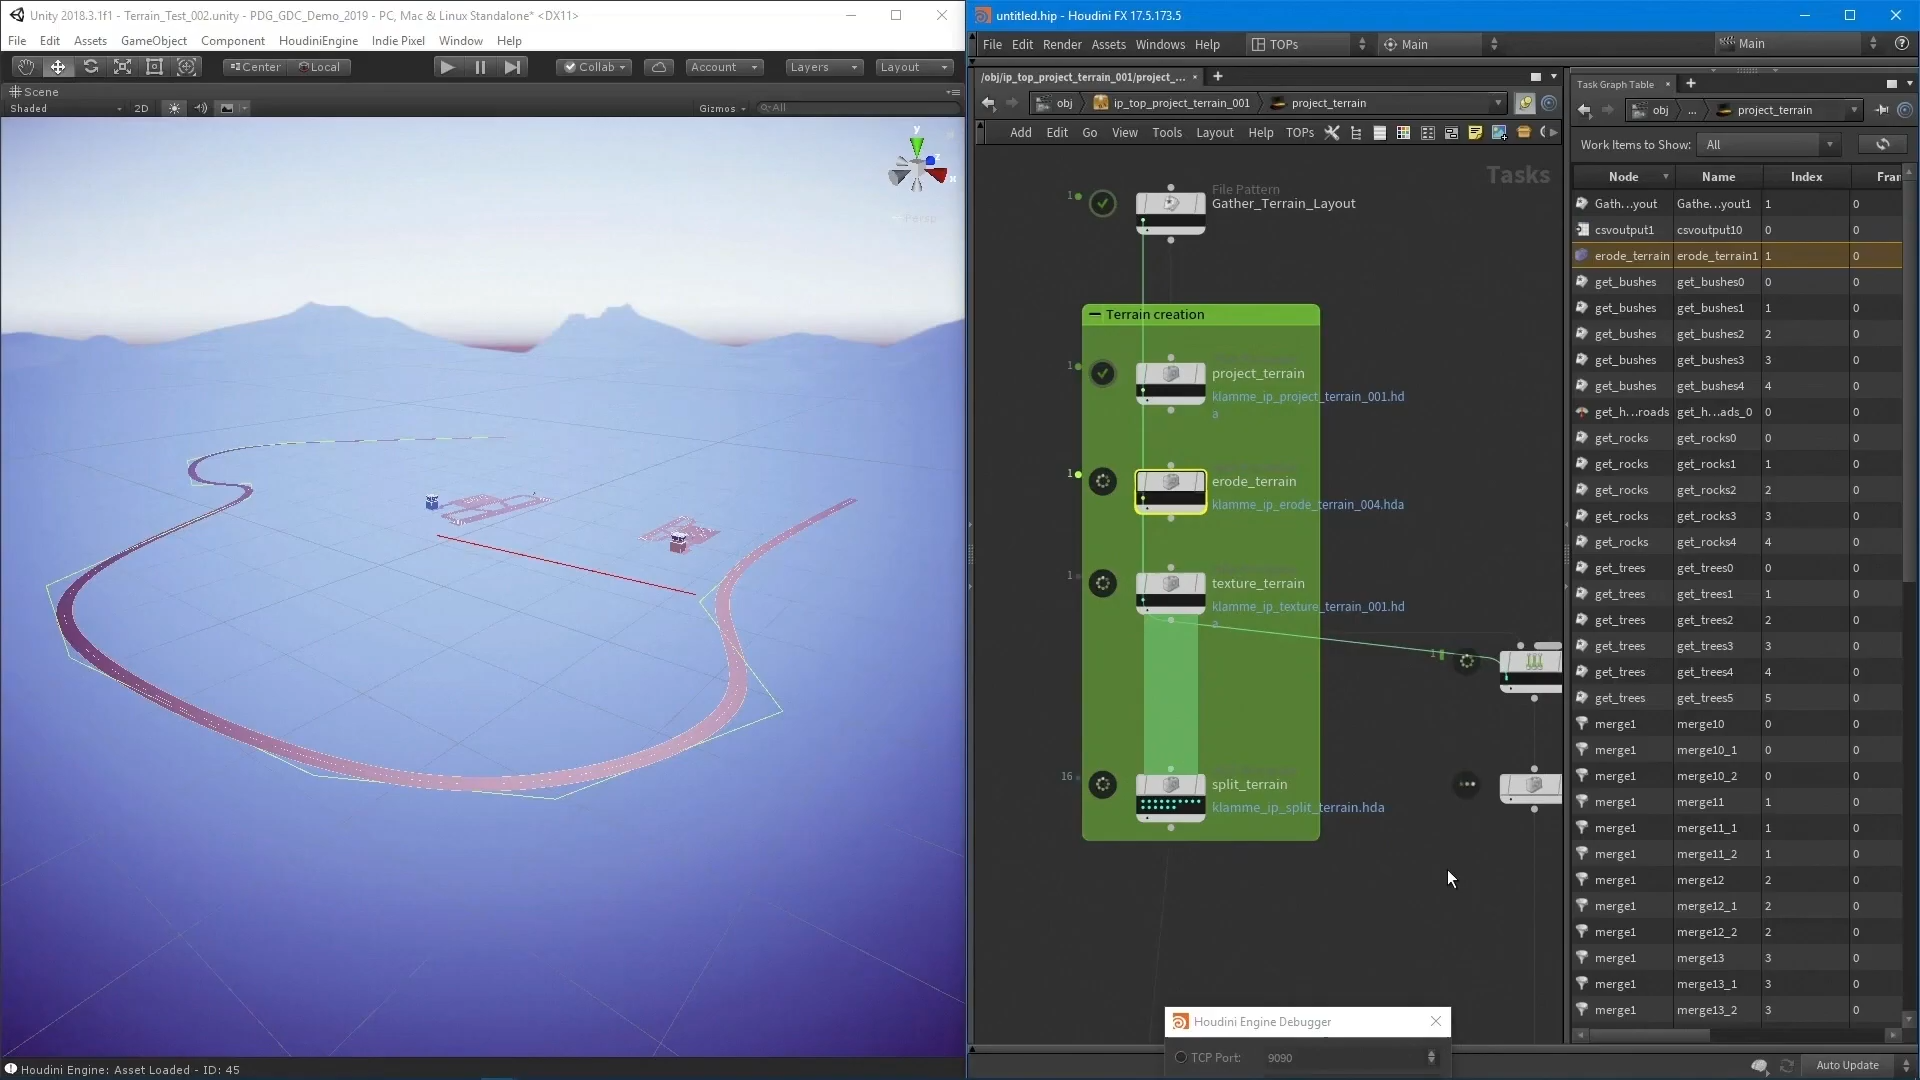 Unity 2018.3.1f1 - Terrain_Test_002.unity - PDG_GDC_Demo_2019 - PC, Mac & Linux Standalone* <DX11>
File Edit Assets GameObject Component HoudiniEngine Indie Pixel Window Help
Center Local Collab Account Layers Layout
Scene
Shaded 2D Gizmos All
y
x
Persp
Houdini Engine: Asset Loaded - ID: 45
untitled.hip - Houdini FX 17.5.173.5
File Edit Render Assets Windows Help TOPs Main Main
/obj/ip_top_project_terrain_001/project_...
obj ip_top_project_terrain_001 project_terrain
Add Edit Go View Tools Layout Help TOPs
Tasks
1 File Pattern
Gather_Terrain_Layout
Terrain creation
1 project_terrain
klamme_ip_project_terrain_001.hd
a
1 erode_terrain
klamme_ip_erode_terrain_004.hda
1 texture_terrain
klamme_ip_texture_terrain_001.hd
a
1
16 split_terrain
klamme_ip_split_terrain.hda
Houdini Engine Debugger
TCP Port: 9090
Task Graph Table
obj ... project_terrain
Work Items to Show: All
Node Name Index Fran
Gath...yout Gathe...yout1 1 0
csvoutput1 csvoutput10 0 0
erode_terrain erode_terrain1 1 0
get_bushes get_bushes0 0 0
get_bushes get_bushes1 1 0
get_bushes get_bushes2 2 0
get_bushes get_bushes3 3 0
get_bushes get_bushes4 4 0
get_h...roads get_h...ads_0 0 0
get_rocks get_rocks0 0 0
get_rocks get_rocks1 1 0
get_rocks get_rocks2 2 0
get_rocks get_rocks3 3 0
get_rocks get_rocks4 4 0
get_trees get_trees0 0 0
get_trees get_trees1 1 0
get_trees get_trees2 2 0
get_trees get_trees3 3 0
get_trees get_trees4 4 0
get_trees get_trees5 5 0
merge1 merge10 0 0
merge1 merge10_1 0 0
merge1 merge10_2 0 0
merge1 merge11 1 0
merge1 merge11_1 1 0
merge1 merge11_2 1 0
merge1 merge12 2 0
merge1 merge12_1 2 0
merge1 merge12_2 2 0
merge1 merge13 3 0
merge1 merge13_1 3 0
merge1 merge13_2 3 0
Auto Update